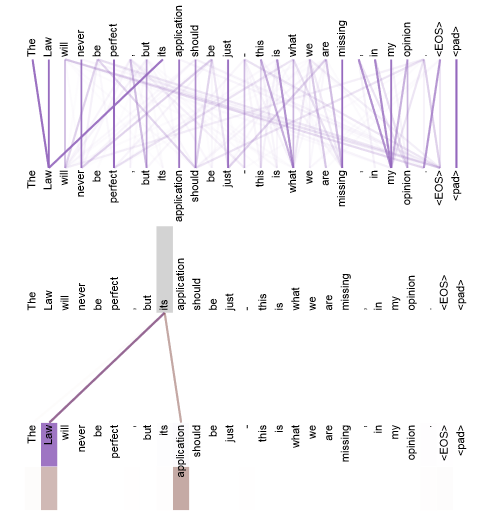 The Law will never be perfect , but its application should be just - this is what we are missing , in my opinion . <EOS> <pad>
The Law will never be perfect , but its application should be just - this is what we are missing , in my opinion . <EOS> <pad>
The Law will never be perfect , but its application should be just - this is what we are missing , in my opinion . <EOS> <pad>
The Law will never be perfect , but its application should be just - this is what we are missing , in my opinion . <EOS> <pad>